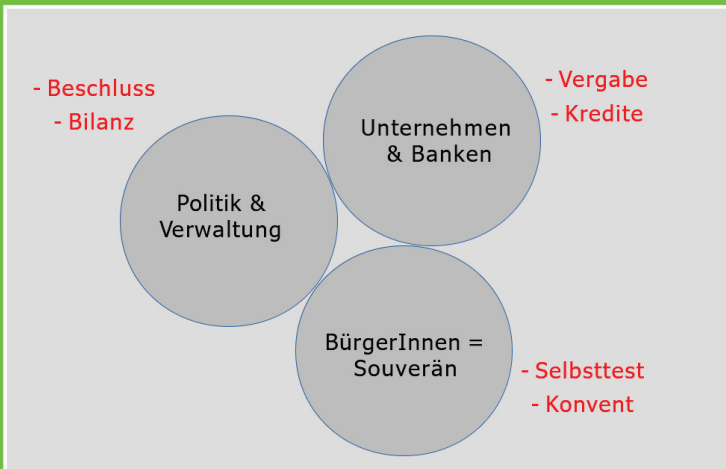 - Beschluss
- Bilanz
Politik &
Verwaltung
Unternehmen
& Banken
- Vergabe
- Kredite
BürgerInnen =
Souverän
- Selbsttest
- Konvent